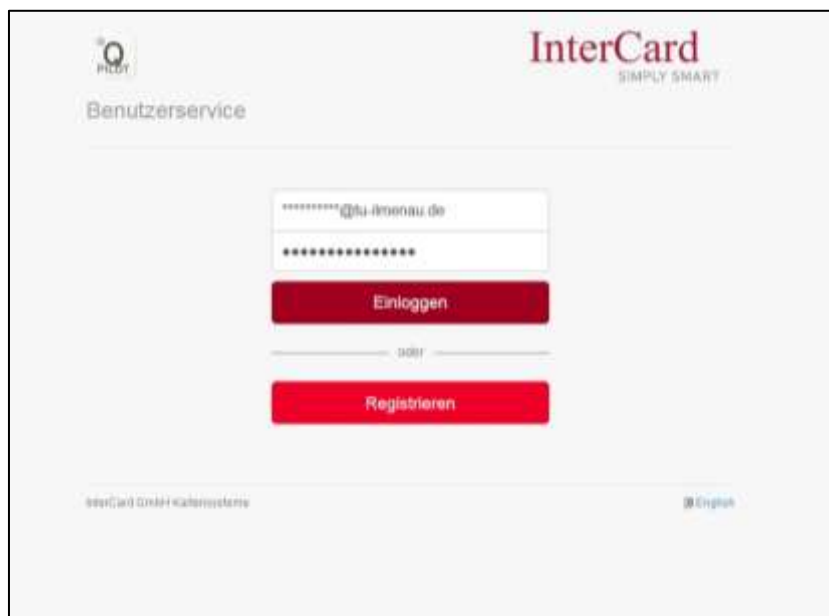 Q
PILOT
InterCard
SIMPLY SMART
Benutzerservice
**********@tu-ilmenau.de
●●●●●●●●●●●●●●●
Einloggen
oder
Registrieren
InterCard GmbH Kartensysteme
English